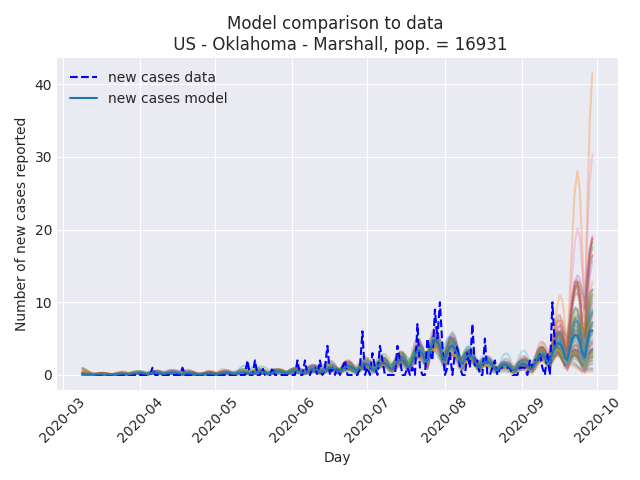 Model comparison to data
US - Oklahoma - Marshall, pop. = 16931
new cases data
new cases model
Number of new cases reported
40
30
20
10
0
2020-03
2020-04
2020-05
2020-06
2020-07
2020-08
2020-09
2020-10
Day